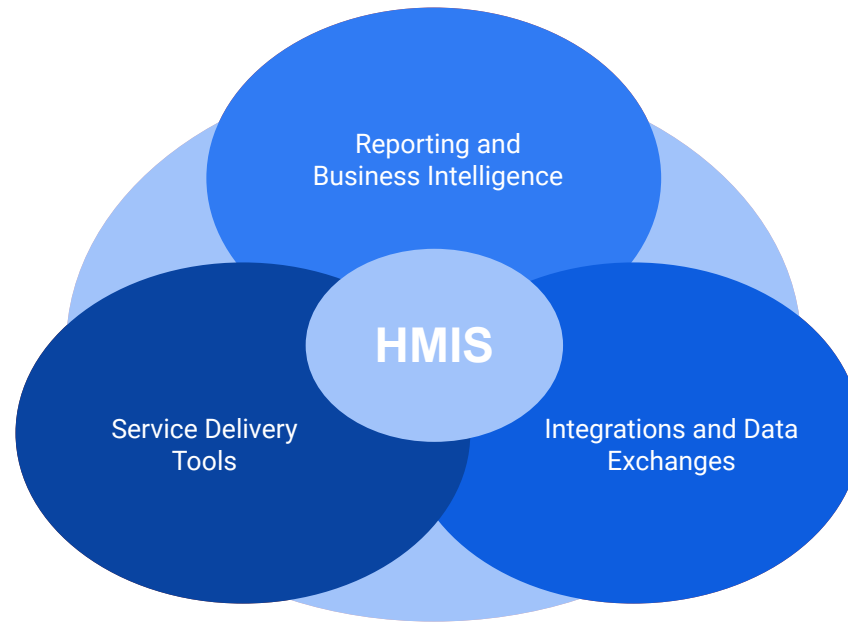 Reporting and
Business Intelligence
HMIS
Service Delivery
Tools
Integrations and Data
Exchanges